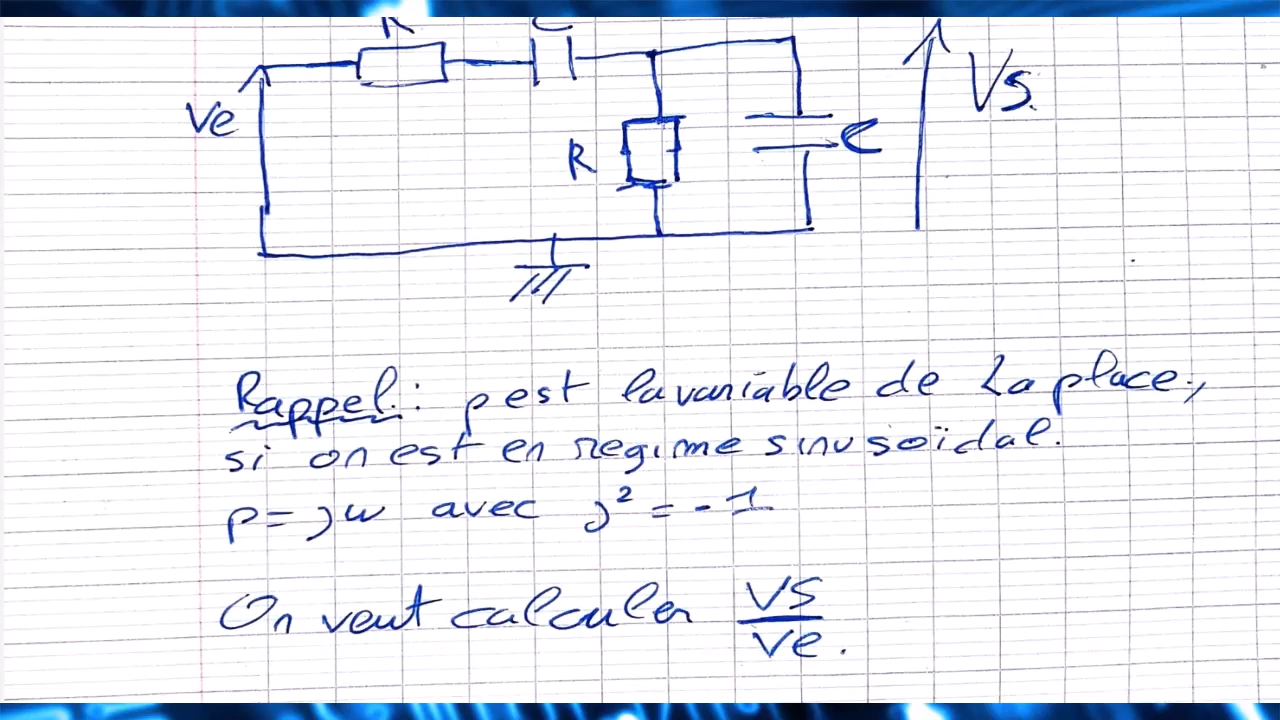 R C
Ve
R
C
Vs.
Rappel : p est la variable de Laplace,
si on est en regime sinusoïdal.
p = jw avec j² = -1
On veut calculer Vs/Ve.